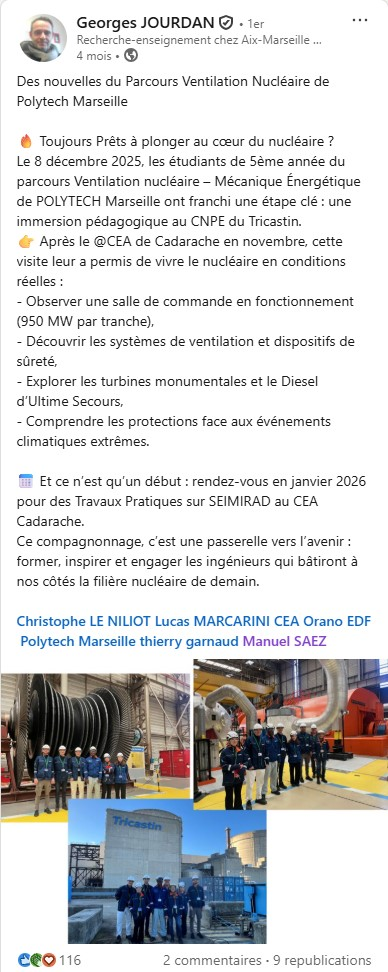 Georges JOURDAN • 1er
Recherche-enseignement chez Aix-Marseille ...
4 mois •
Des nouvelles du Parcours Ventilation Nucléaire de
Polytech Marseille
🔥 Toujours Prêts à plonger au cœur du nucléaire ?
Le 8 décembre 2025, les étudiants de 5ème année du
parcours Ventilation nucléaire – Mécanique Énergétique
de POLYTECH Marseille ont franchi une étape clé : une
immersion pédagogique au CNPE du Tricastin.
👉 Après le @CEA de Cadarache en novembre, cette
visite leur a permis de vivre le nucléaire en conditions
réelles :
- Observer une salle de commande en fonctionnement
(950 MW par tranche),
- Découvrir les systèmes de ventilation et dispositifs de
sûreté,
- Explorer les turbines monumentales et le Diesel
d'Ultime Secours,
- Comprendre les protections face aux événements
climatiques extrêmes.
🗓️ Et ce n'est qu'un début : rendez-vous en janvier 2026
pour des Travaux Pratiques sur SEIMIRAD au CEA
Cadarache.
Ce compagnonnage, c'est une passerelle vers l'avenir :
former, inspirer et engager les ingénieurs qui bâtiront à
nos côtés la filière nucléaire de demain.
Christophe LE NILIOT Lucas MARCARINI CEA Orano EDF
Polytech Marseille thierry garnaud Manuel SAEZ
Tricastin
116
2 commentaires • 9 republications